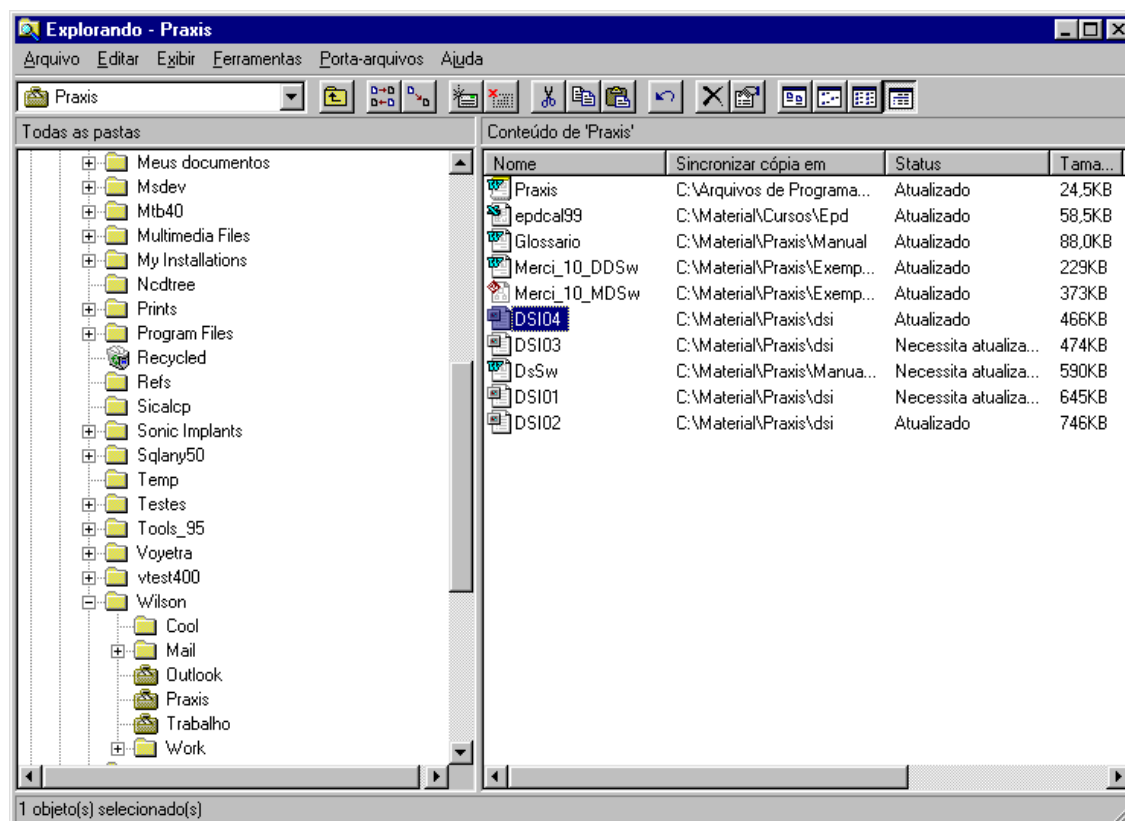 Explorando - Praxis
Arquivo Editar Exibir Ferramentas Porta-arquivos Ajuda
Praxis
Todas as pastas
Conteúdo de 'Praxis'
Meus documentos
Msdev
Mtb40
Multimedia Files
My Installations
Ncdtree
Prints
Program Files
Recycled
Refs
Sicalcp
Sonic Implants
Sqlany50
Temp
Testes
Tools_95
Voyetra
vtest400
Wilson
Cool
Mail
Outlook
Praxis
Trabalho
Work
Nome Sincronizar cópia em Status Tama...
Praxis C:\Arquivos de Programa... Atualizado 24,5KB
epdcal99 C:\Material\Cursos\Epd Atualizado 58,5KB
Glossario C:\Material\Praxis\Manual Atualizado 88,0KB
Merci_10_DDSw C:\Material\Praxis\Exemp... Atualizado 229KB
Merci_10_MDSw C:\Material\Praxis\Exemp... Atualizado 373KB
DSI04 C:\Material\Praxis\dsi Atualizado 466KB
DSI03 C:\Material\Praxis\dsi Necessita atualiza... 474KB
DsSw C:\Material\Praxis\Manua... Necessita atualiza... 590KB
DSI01 C:\Material\Praxis\dsi Necessita atualiza... 645KB
DSI02 C:\Material\Praxis\dsi Atualizado 746KB
1 objeto(s) selecionado(s)